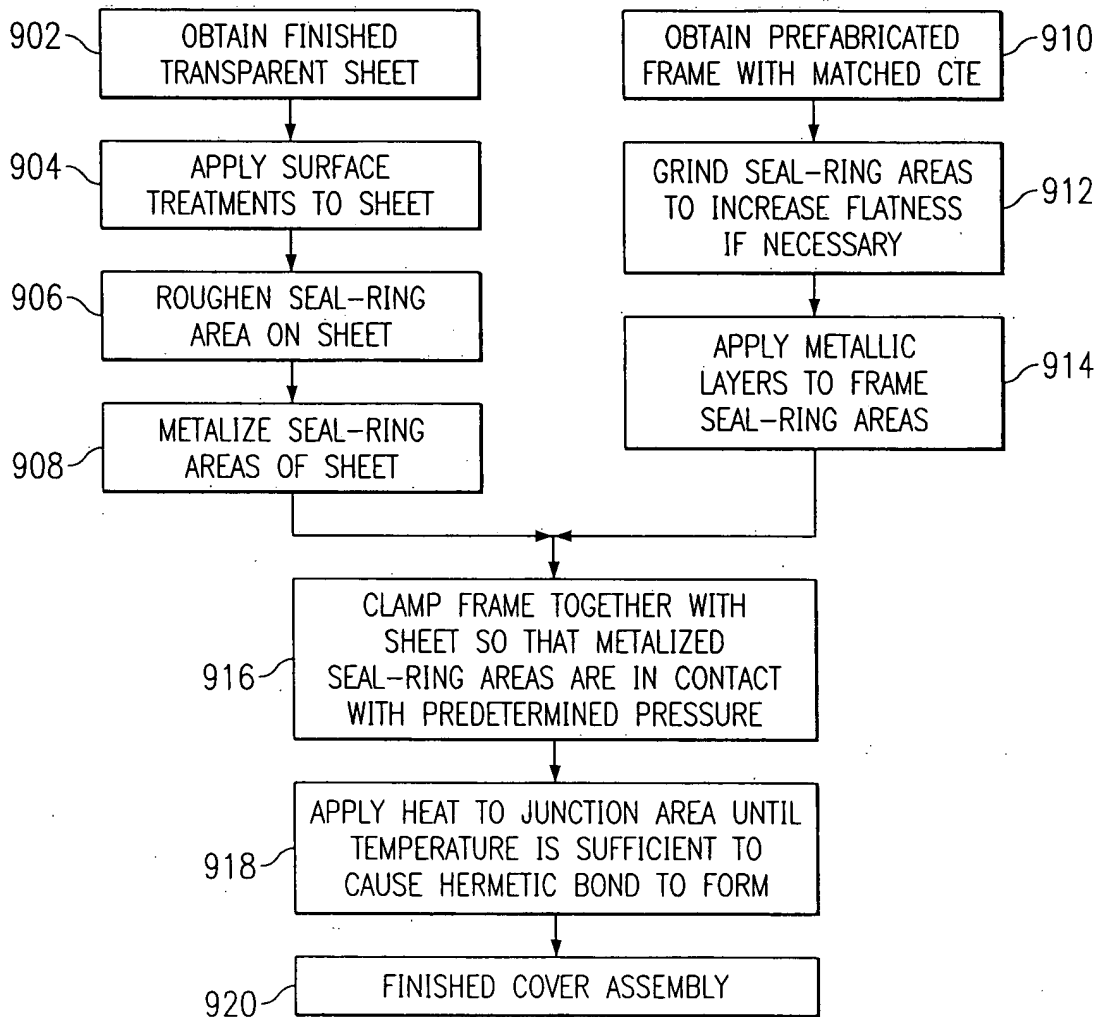 902
OBTAIN FINISHED
TRANSPARENT SHEET
904
APPLY SURFACE
TREATMENTS TO SHEET
906
ROUGHEN SEAL-RING
AREA ON SHEET
908
METALIZE SEAL-RING
AREAS OF SHEET
910
OBTAIN PREFABRICATED
FRAME WITH MATCHED CTE
912
GRIND SEAL-RING AREAS
TO INCREASE FLATNESS
IF NECESSARY
914
APPLY METALLIC
LAYERS TO FRAME
SEAL-RING AREAS
916
CLAMP FRAME TOGETHER WITH
SHEET SO THAT METALIZED
SEAL-RING AREAS ARE IN CONTACT
WITH PREDETERMINED PRESSURE
918
APPLY HEAT TO JUNCTION AREA UNTIL
TEMPERATURE IS SUFFICIENT TO
CAUSE HERMETIC BOND TO FORM
920
FINISHED COVER ASSEMBLY